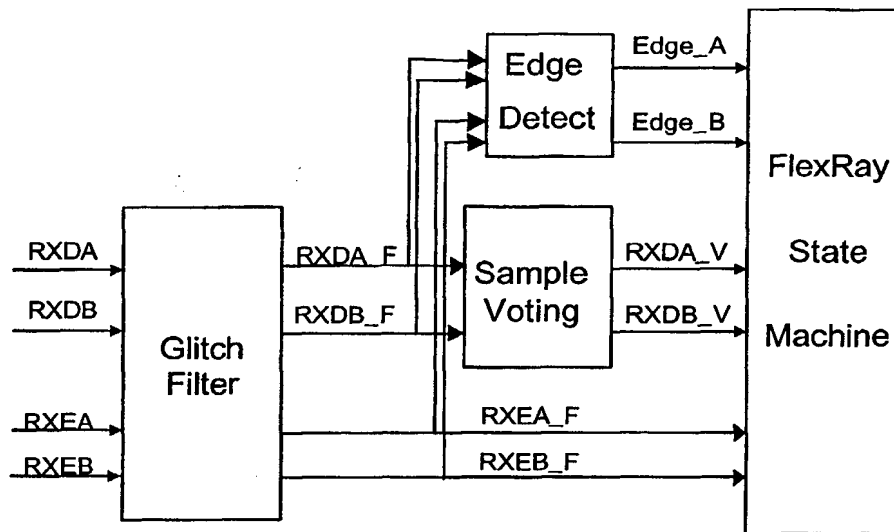 Edge
Detect
Edge_A
Edge_B
FlexRay
State
Machine
RXDA
RXDB
RXEA
RXEB
Glitch
Filter
RXDA_F
RXDB_F
Sample
Voting
RXDA_V
RXDB_V
RXEA_F
RXEB_F